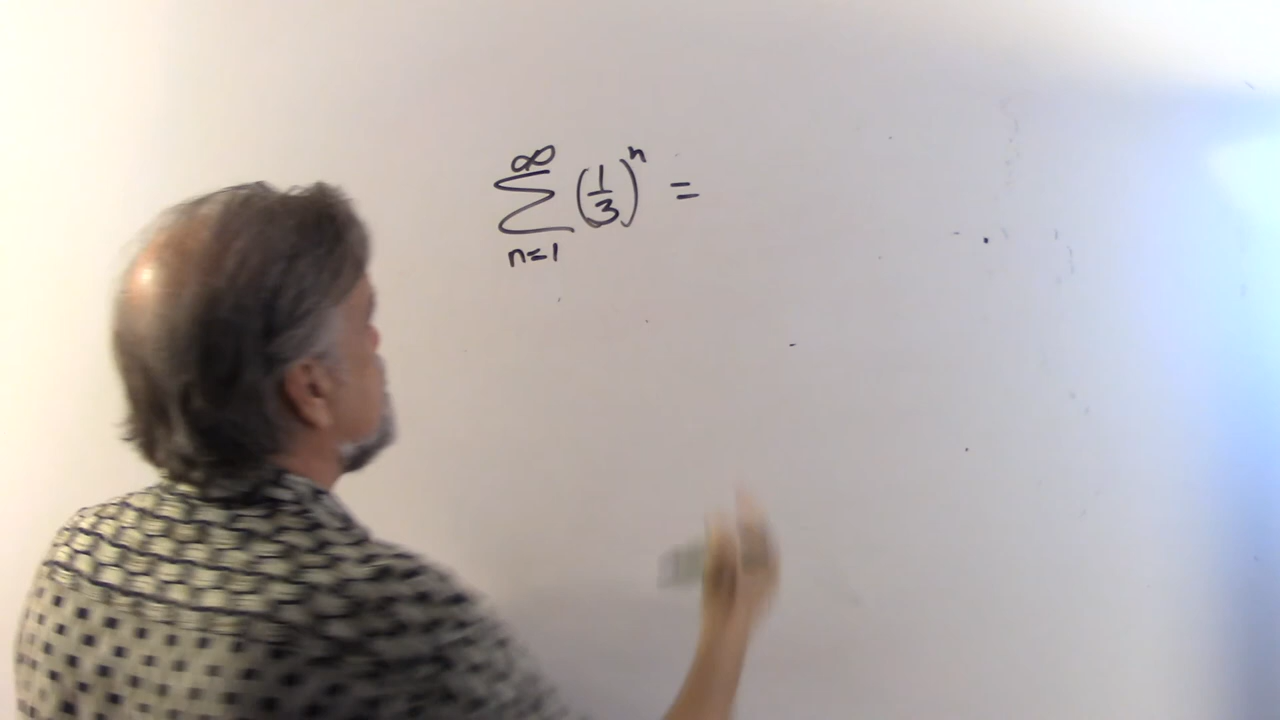 ∞
∑ (1/3)^n =
n=1